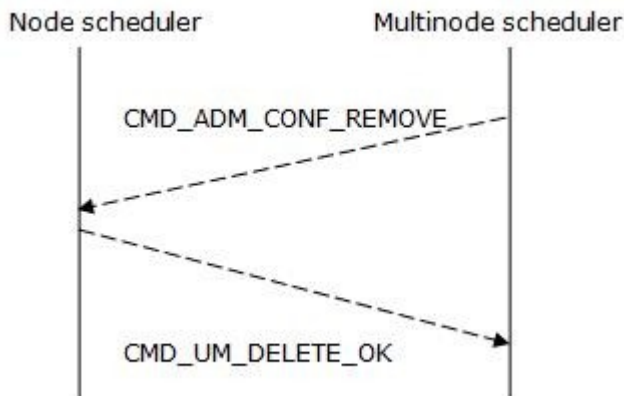 Node scheduler
Multinode scheduler
CMD_ADM_CONF_REMOVE
CMD_UM_DELETE_OK